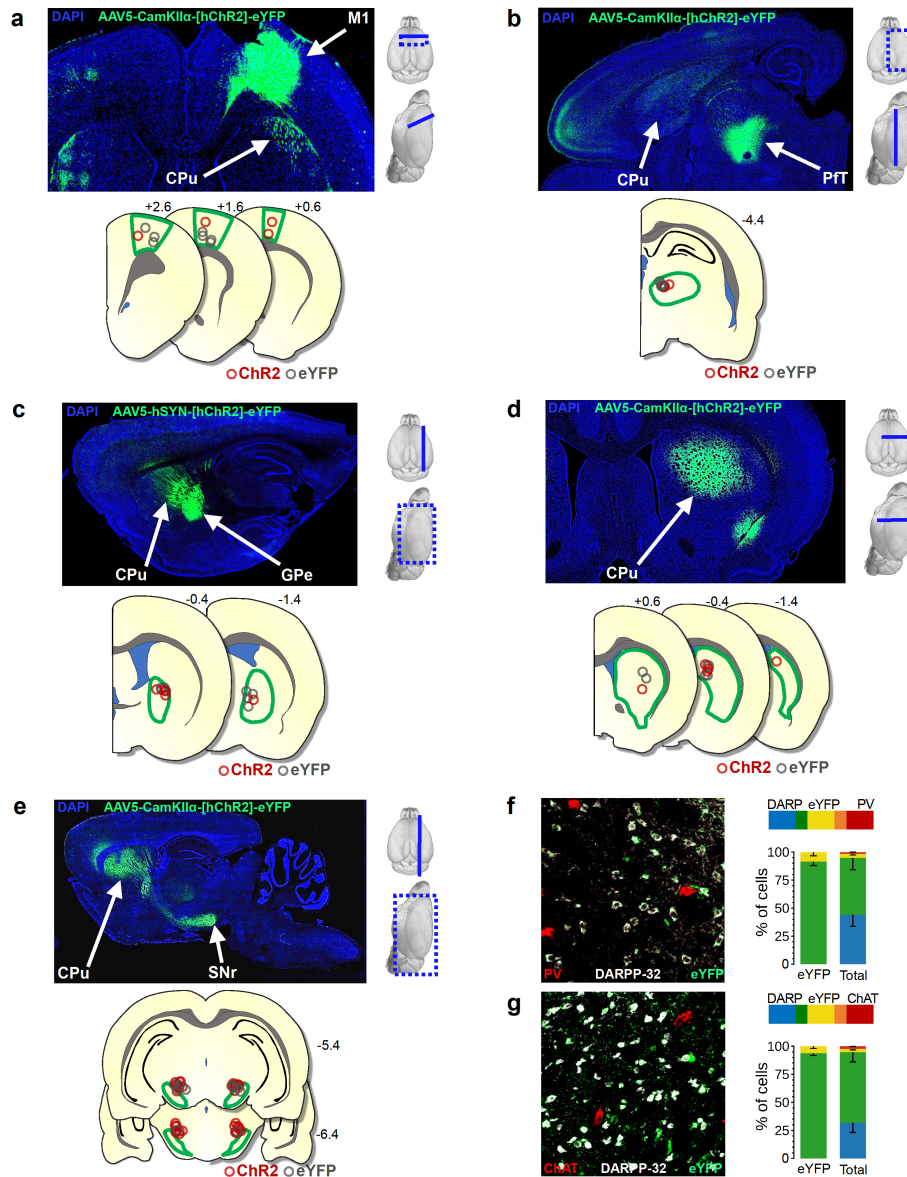 a
DAPI AAV5-CamKIIα-[hChR2]-eYFP
M1
CPu
+2.6 +1.6 +0.6
ChR2 eYFP
b
DAPI AAV5-CamKIIα-[hChR2]-eYFP
CPu
PfT
-4.4
ChR2 eYFP
c
DAPI AAV5-hSYN-[hChR2]-eYFP
CPu GPe
-0.4 -1.4
ChR2 eYFP
d
DAPI AAV5-CamKIIα-[hChR2]-eYFP
CPu
+0.6 -0.4 -1.4
ChR2 eYFP
e
DAPI AAV5-CamKIIα-[hChR2]-eYFP
CPu SNr
-5.4
-6.4
ChR2 eYFP
f
PV DARPP-32 eYFP
DARP eYFP PV
% of cells
100
75
50
25
0
eYFP Total
g
ChAT DARPP-32 eYFP
DARP eYFP ChAT
% of cells
100
75
50
25
0
eYFP Total